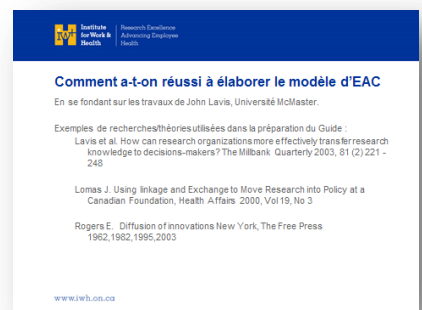 Institute
for Work &
Health
Research Excellence
Advancing Employee
Health
Comment a-t-on réussi à élaborer le modèle d'EAC
En se fondant sur les travaux de John Lavis, Université McMaster.
Exemples de recherches/théories utilisées dans la préparation du Guide :
Lavis et al. How can research organizations more effectively transfer research
knowledge to decisions-makers? The Millbank Quarterly 2003, 81 (2) 221 -
248
Lomas J. Using linkage and Exchange to Move Research into Policy at a
Canadian Foundation, Health Affairs 2000, Vol 19, No 3
Rogers E. Diffusion of innovations New York, The Free Press
1962,1982,1995,2003
www.iwh.on.ca